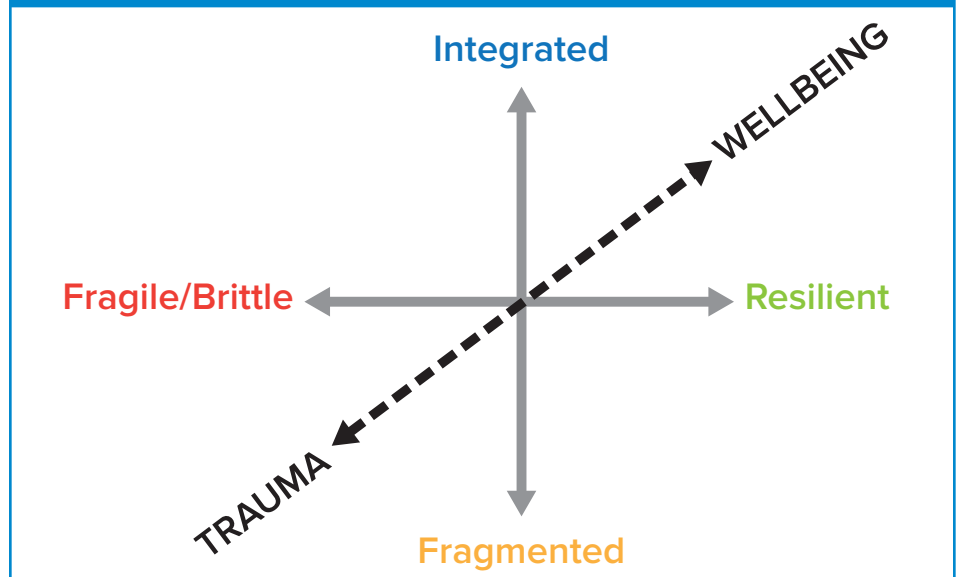 Integrated
WELLBEING
Fragile/Brittle
Resilient
TRAUMA
Fragmented